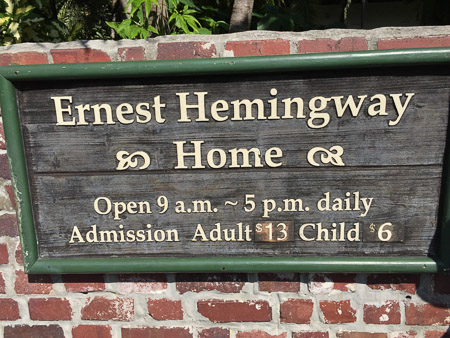 Ernest Hemingway
Home
Open 9 a.m. ~ 5 p.m. daily
Admission Adult $13 Child $6